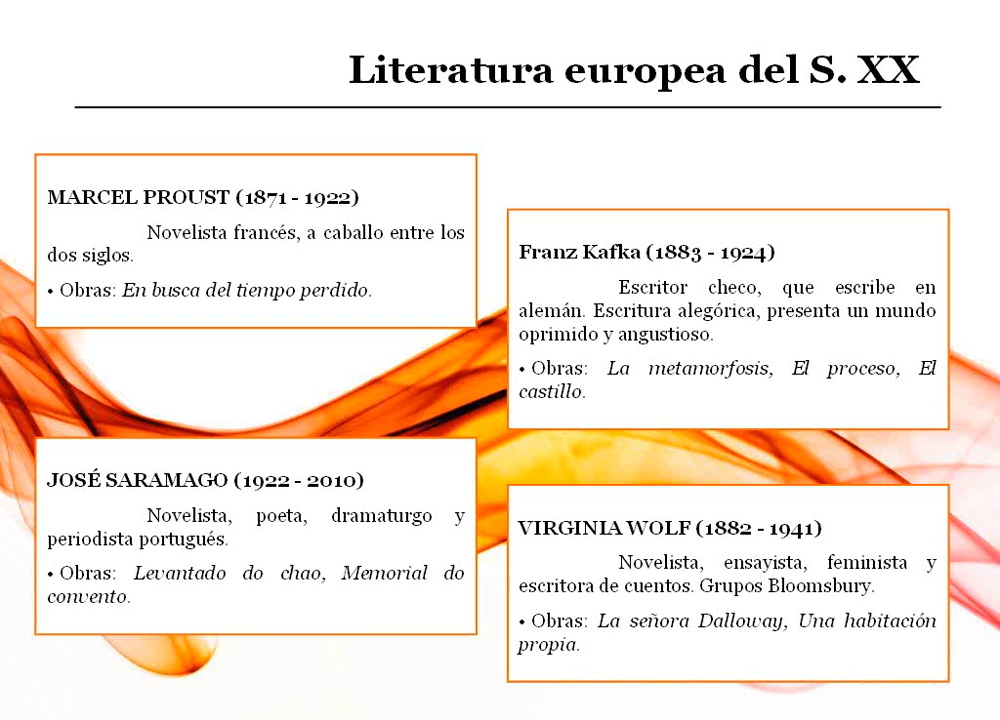 Literatura europea del S. XX
MARCEL PROUST (1871 - 1922)
Novelista francés, a caballo entre los
dos siglos.
• Obras: En busca del tiempo perdido.
Franz Kafka (1883 - 1924)
Escritor checo, que escribe en
alemán. Escritura alegórica, presenta un mundo
oprimido y angustioso.
• Obras: La metamorfosis, El proceso, El
castillo.
JOSÉ SARAMAGO (1922 - 2010)
Novelista, poeta, dramaturgo y
periodista portugués.
• Obras: Levantado do chao, Memorial do
convento.
VIRGINIA WOLF (1882 - 1941)
Novelista, ensayista, feminista y
escritora de cuentos. Grupos Bloomsbury.
• Obras: La señora Dalloway, Una habitación
propia.